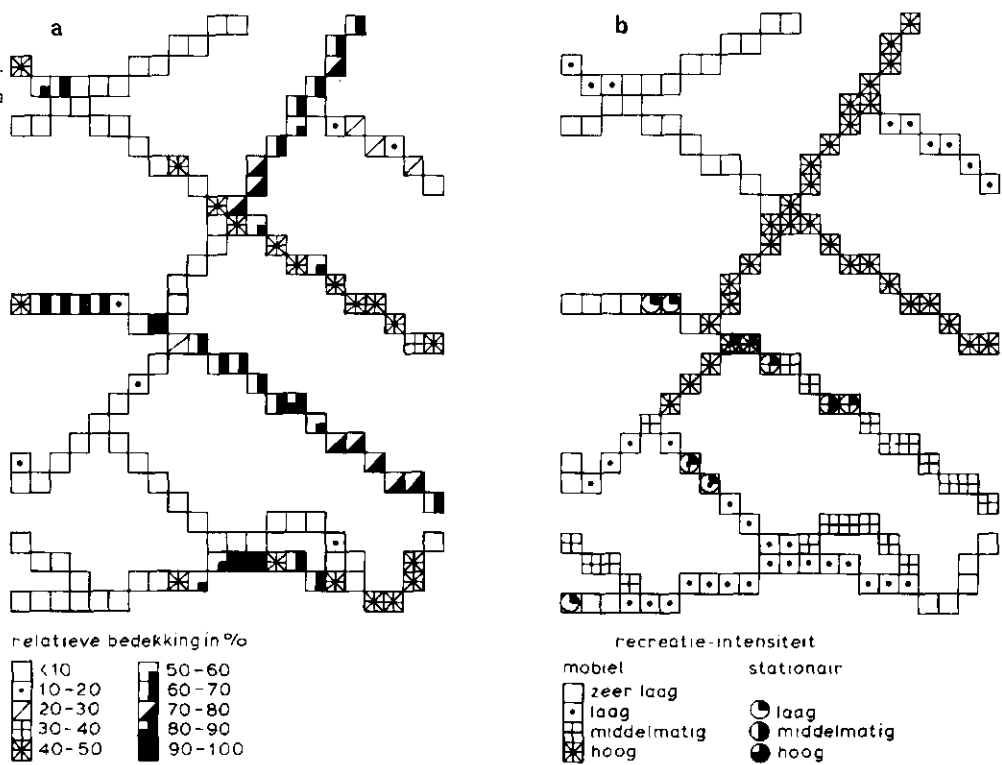 a
b
relatieve bedekking in %
<10
10-20
20-30
30-40
40-50
50-60
60-70
70-80
80-90
90-100
recreatie-intensiteit
mobiel
zeer laag
laag
middelmatig
hoog
stationair
laag
middelmatig
hoog